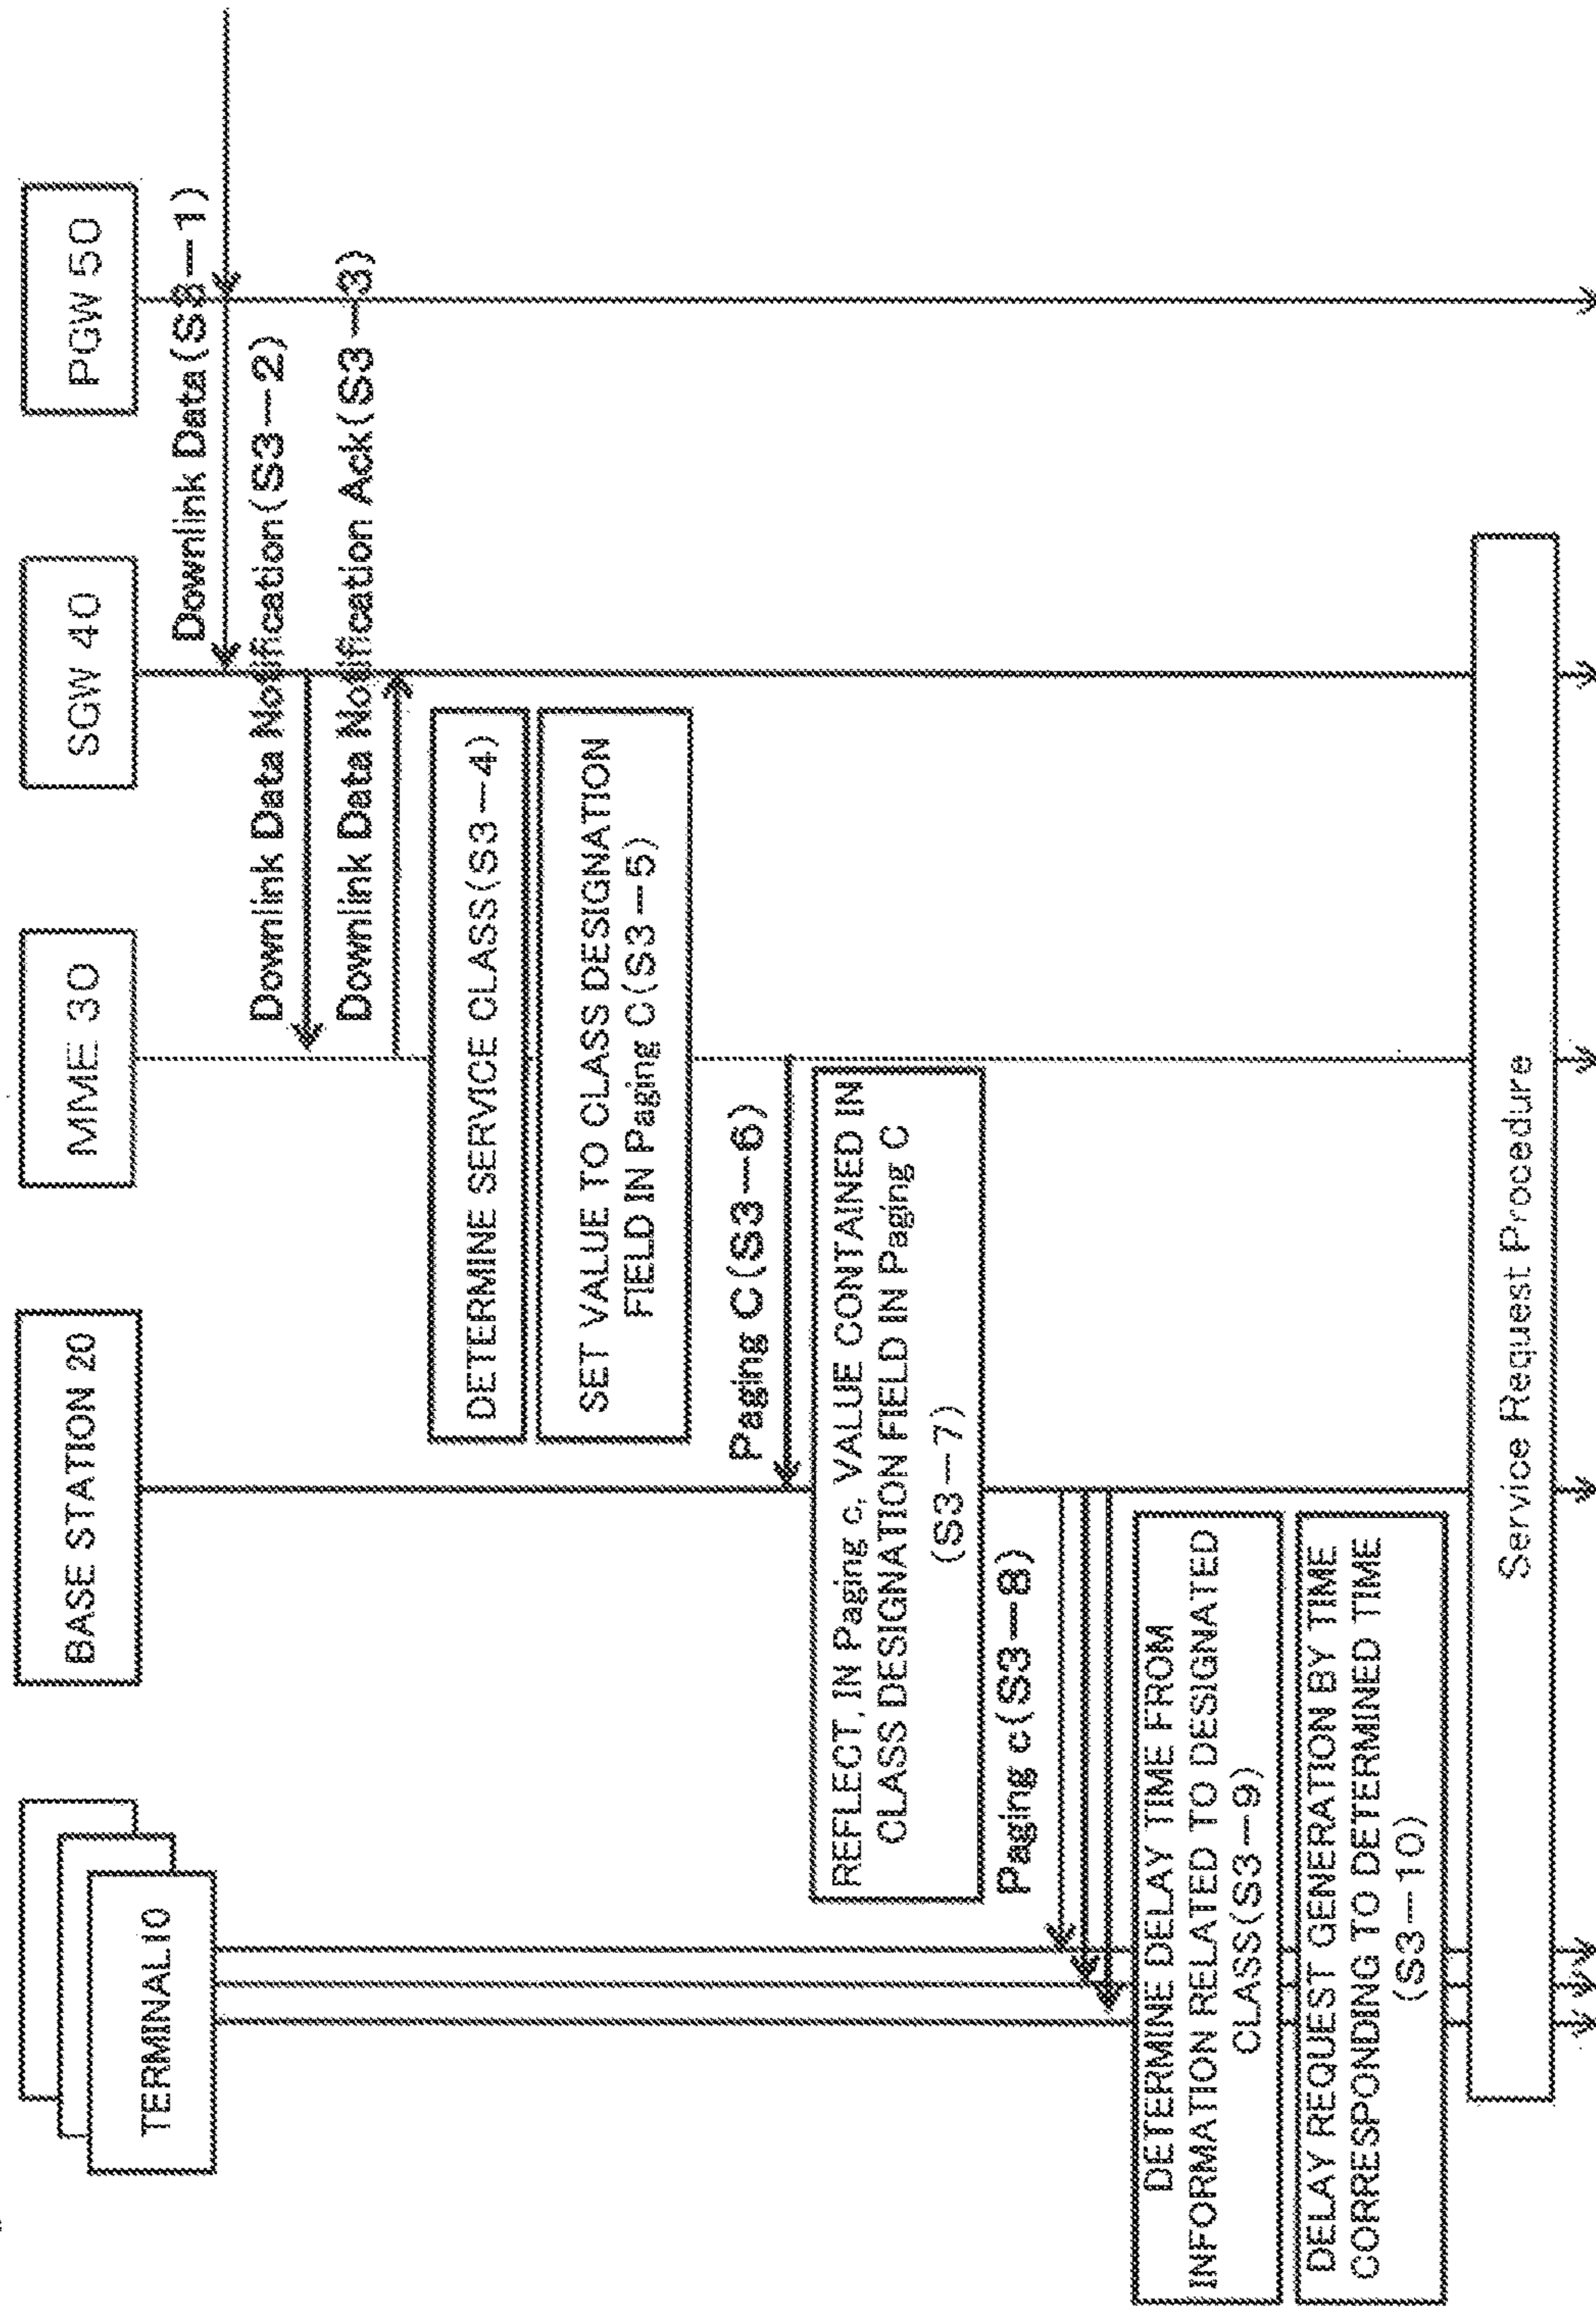 TERMINAL10
BASE STATION 20
MME 30
SGW 40
PGW 50
Downlink Data(S3−1)
Downlink Data Notification(S3−2)
Downlink Data Notification Ack(S3−3)
DETERMINE SERVICE CLASS(S3−4)
SET VALUE TO CLASS DESIGNATION
FIELD IN Paging C(S3−5)
Paging C(S3−6)
REFLECT, IN Paging c, VALUE CONTAINED IN
CLASS DESIGNATION FIELD IN Paging C
(S3−7)
Paging c(S3−8)
DETERMINE DELAY TIME FROM
INFORMATION RELATED TO DESIGNATED
CLASS(S3−9)
DELAY REQUEST GENERATION BY TIME
CORRESPONDING TO DETERMINED TIME
(S3−10)
Service Request Procedure